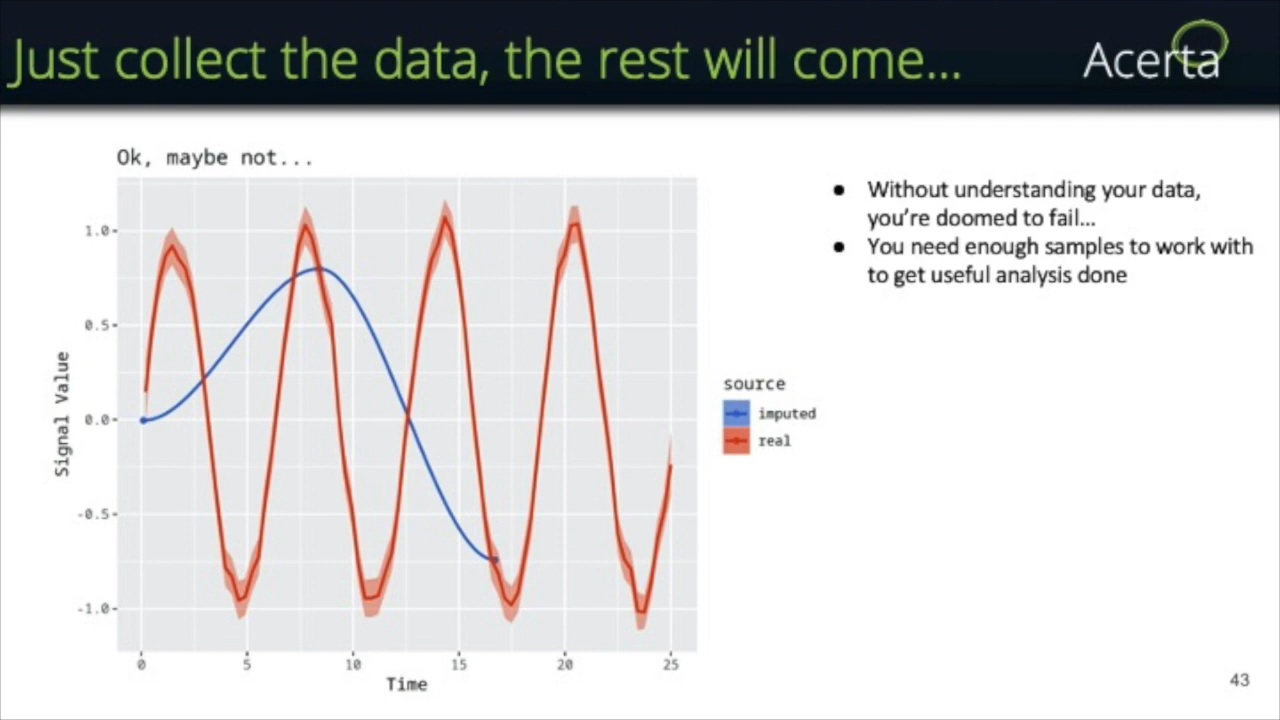 Just collect the data, the rest will come...
Acerta
Ok, maybe not...
Signal Value
1.0
0.5
0.0
-0.5
-1.0
0
5
10
15
20
25
Time
source
imputed
real
● Without understanding your data,
you're doomed to fail...
● You need enough samples to work with
to get useful analysis done
43